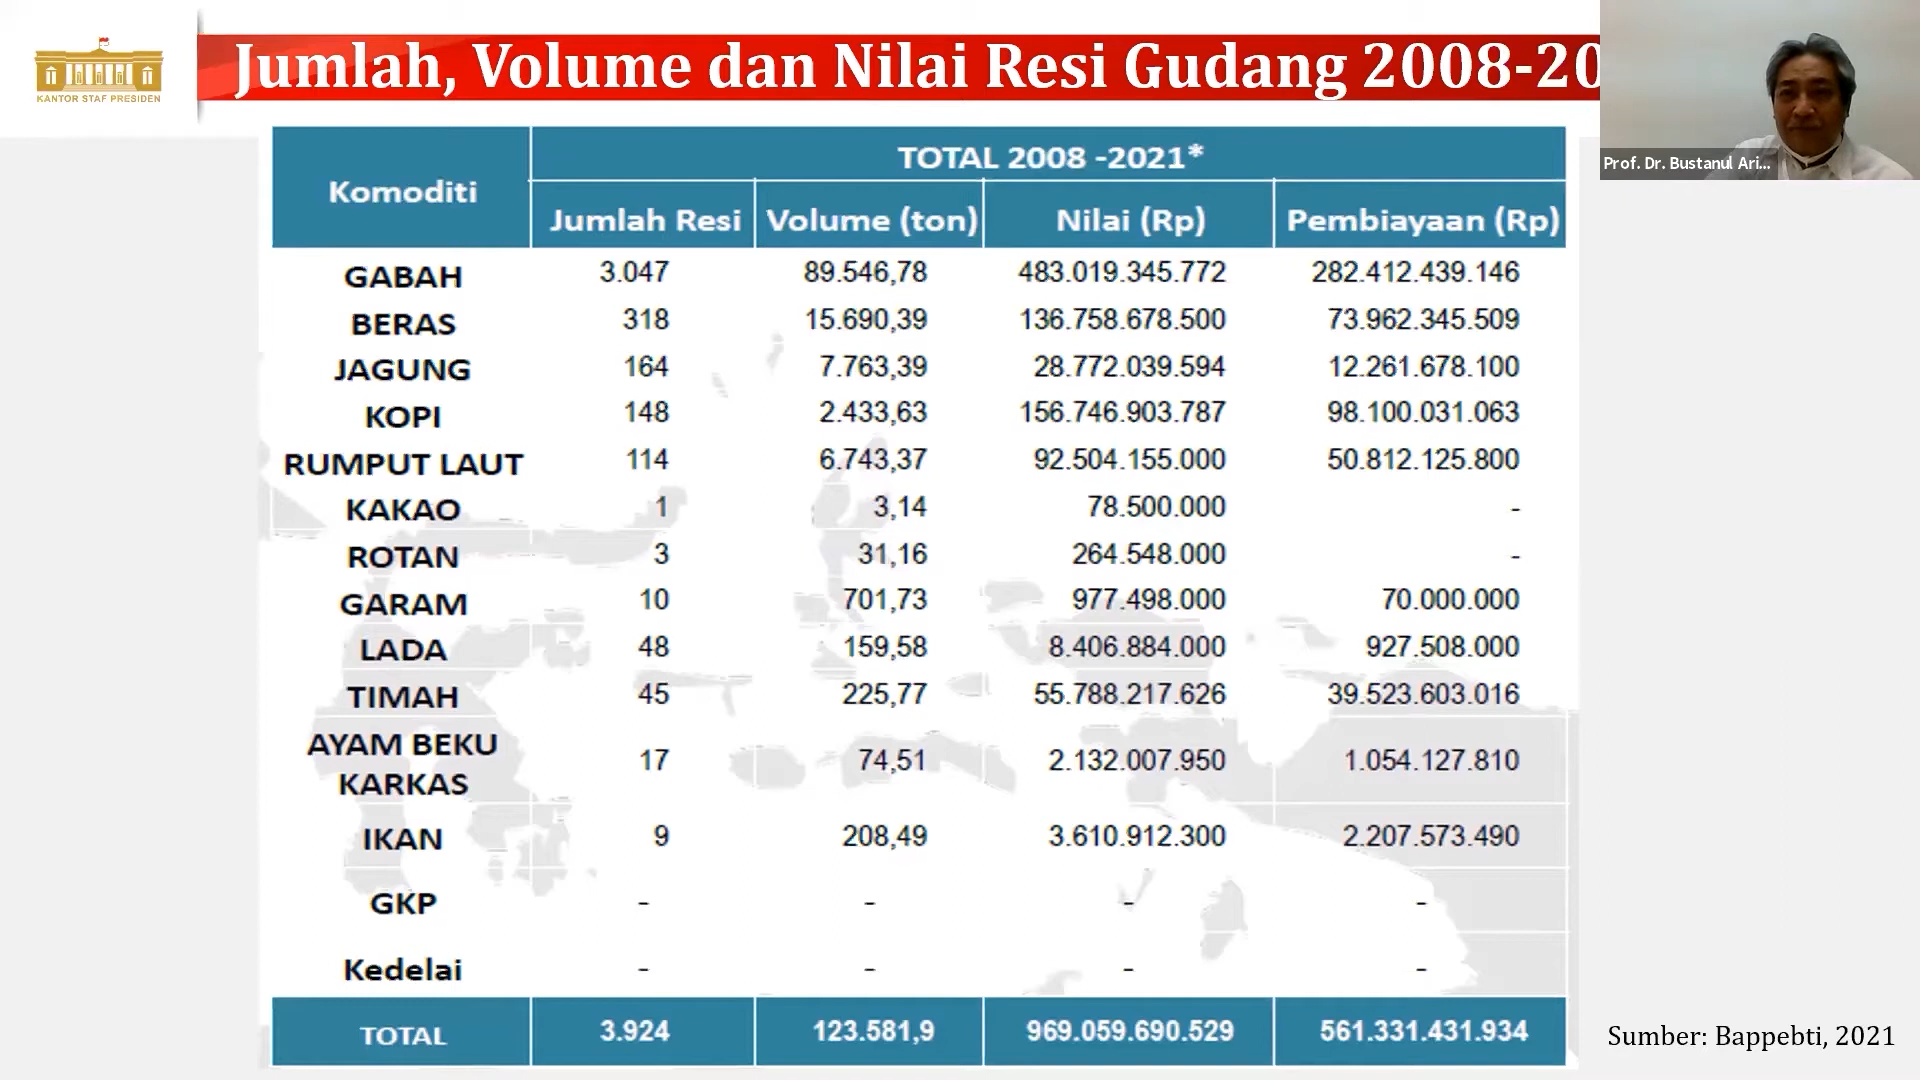 KANTOR STAF PRESIDEN
Jumlah, Volume dan Nilai Resi Gudang 2008-20
Prof. Dr. Bustanul Ari...
Komoditi
TOTAL 2008 -2021*
Jumlah Resi Volume (ton) Nilai (Rp) Pembiayaan (Rp)
GABAH 3.047 89.546,78 483.019.345.772 282.412.439.146
BERAS 318 15.690,39 136.758.678.500 73.962.345.509
JAGUNG 164 7.763,39 28.772.039.594 12.261.678.100
KOPI 148 2.433,63 156.746.903.787 98.100.031.063
RUMPUT LAUT 114 6.743,37 92.504.155.000 50.812.125.800
KAKAO 1 3,14 78.500.000 -
ROTAN 3 31,16 264.548.000 -
GARAM 10 701,73 977.498.000 70.000.000
LADA 48 159,58 8.406.884.000 927.508.000
TIMAH 45 225,77 55.788.217.626 39.523.603.016
AYAM BEKU
KARKAS 17 74,51 2.132.007.950 1.054.127.810
IKAN 9 208,49 3.610.912.300 2.207.573.490
GKP - - - -
Kedelai - - - -
TOTAL 3.924 123.581,9 969.059.690.529 561.331.431.934
Sumber: Bappebti, 2021